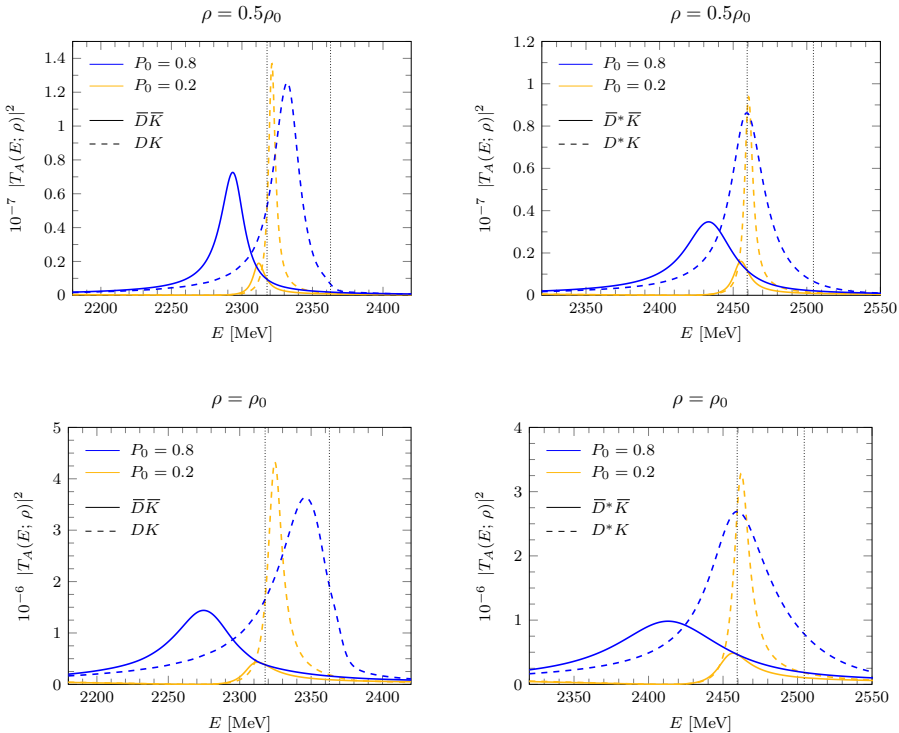 ρ = 0.5ρ₀
10⁻⁷ |T_A(E; ρ)|²
1.4
1.2
1
0.8
0.6
0.4
0.2
0
P₀ = 0.8
P₀ = 0.2
D̅K̅
DK
2200 2250 2300 2350 2400
E [MeV]
ρ = 0.5ρ₀
10⁻⁷ |T_A(E; ρ)|²
1.2
1
0.8
0.6
0.4
0.2
0
P₀ = 0.8
P₀ = 0.2
D̅*K̅
D*K
2350 2400 2450 2500 2550
E [MeV]
ρ = ρ₀
10⁻⁶ |T_A(E; ρ)|²
5
4
3
2
1
0
P₀ = 0.8
P₀ = 0.2
D̅K̅
DK
2200 2250 2300 2350 2400
E [MeV]
ρ = ρ₀
10⁻⁶ |T_A(E; ρ)|²
4
3
2
1
0
P₀ = 0.8
P₀ = 0.2
D̅*K̅
D*K
2350 2400 2450 2500 2550
E [MeV]